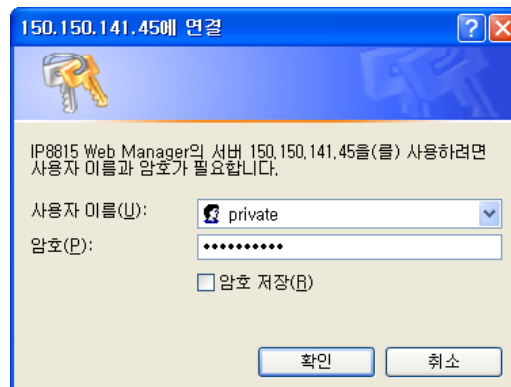 150.150.141.45에 연결
IP8815 Web Manager의 서버 150,150,141,45을(를) 사용하려면
사용자 이름과 암호가 필요합니다.
사용자 이름(U):
private
암호(P):
••••••••••
암호 저장(R)
확인
취소